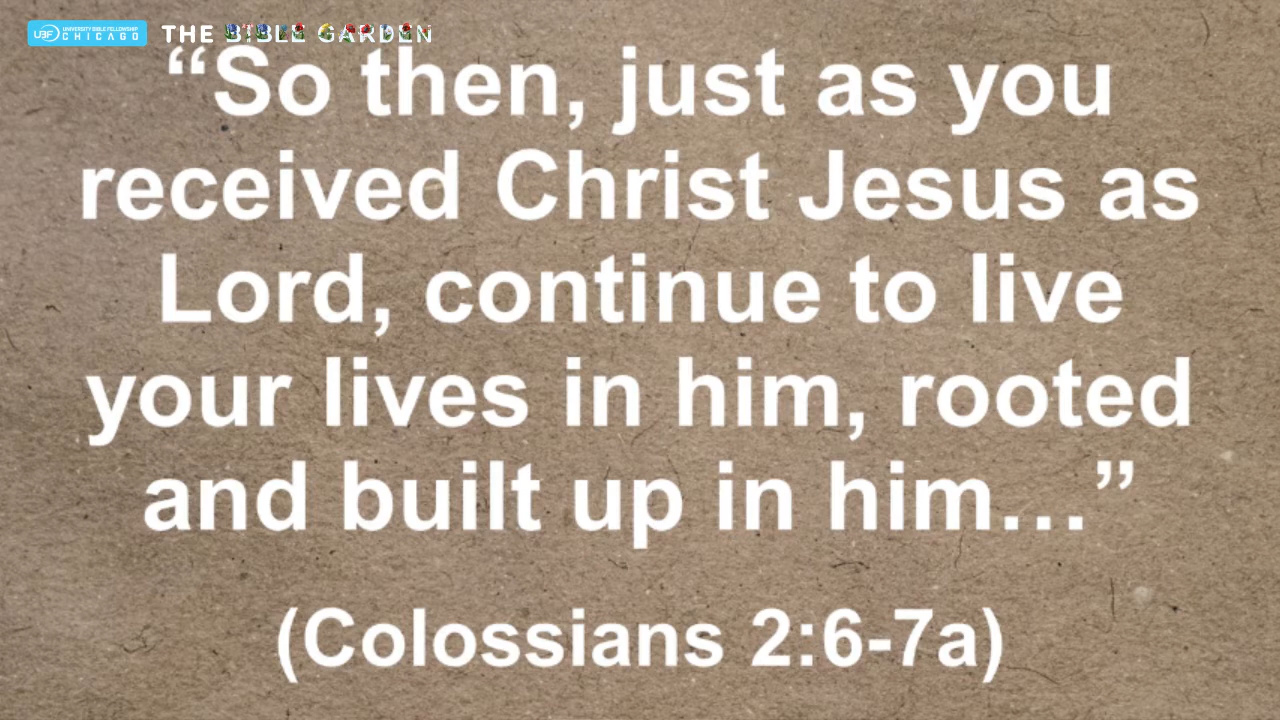 UBF UNIVERSITY BIBLE FELLOWSHIP
CHICAGO
THE BIBLE GARDEN
“So then, just as you
received Christ Jesus as
Lord, continue to live
your lives in him, rooted
and built up in him…”
(Colossians 2:6-7a)